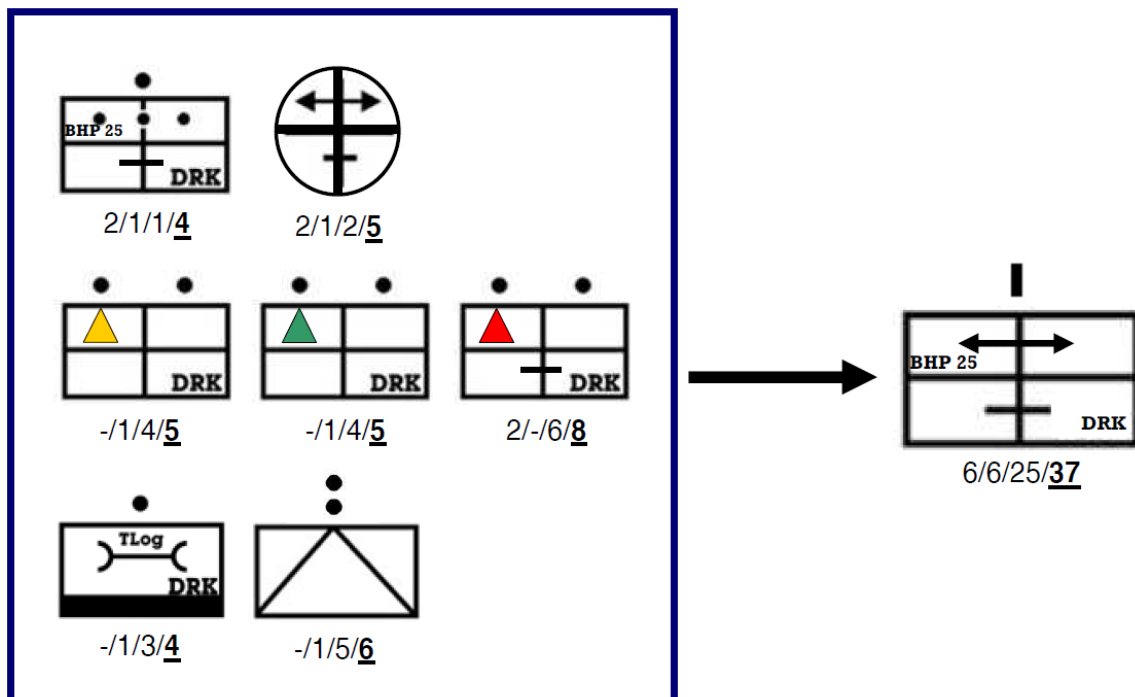 BHP 25
DRK
2/1/1/4
2/1/2/5
DRK
DRK
DRK
-/1/4/5
-/1/4/5
2/-/6/8
BHP 25
DRK
6/6/25/37
TLog
DRK
-/1/3/4
-/1/5/6